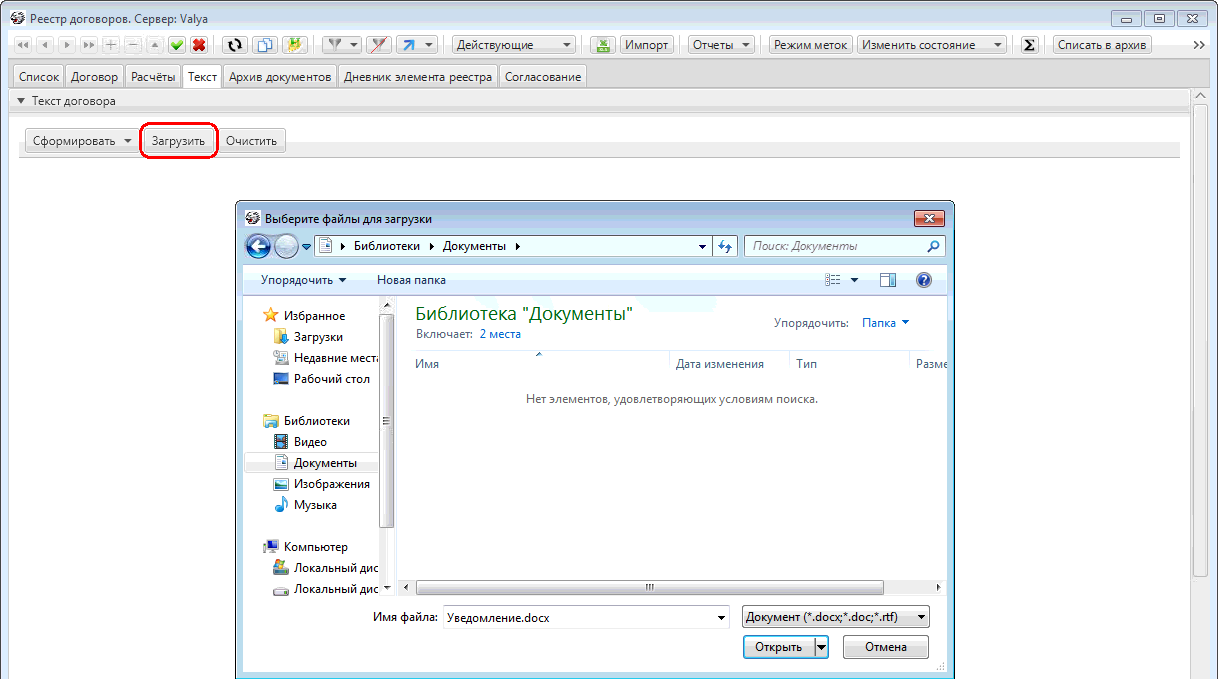 Реестр договоров. Сервер: Valya
Действующие Импорт Отчеты Режим меток Изменить состояние Σ Списать в архив
Список Договор Расчёты Текст Архив документов Дневник элемента реестра Согласование
Текст договора
Сформировать Загрузить Очистить
Выберите файлы для загрузки
Библиотеки Документы Поиск: Документы
Упорядочить Новая папка
Избранное
Загрузки
Недавние места
Рабочий стол
Библиотеки
Видео
Документы
Изображения
Музыка
Компьютер
Локальный дис
Локальный дис
Библиотека "Документы"
Включает: 2 места
Упорядочить: Папка
Имя Дата изменения Тип Разме
Нет элементов, удовлетворяющих условиям поиска.
Имя файла: Уведомление.docx Документ (*.docx;*.doc;*.rtf)
Открыть Отмена